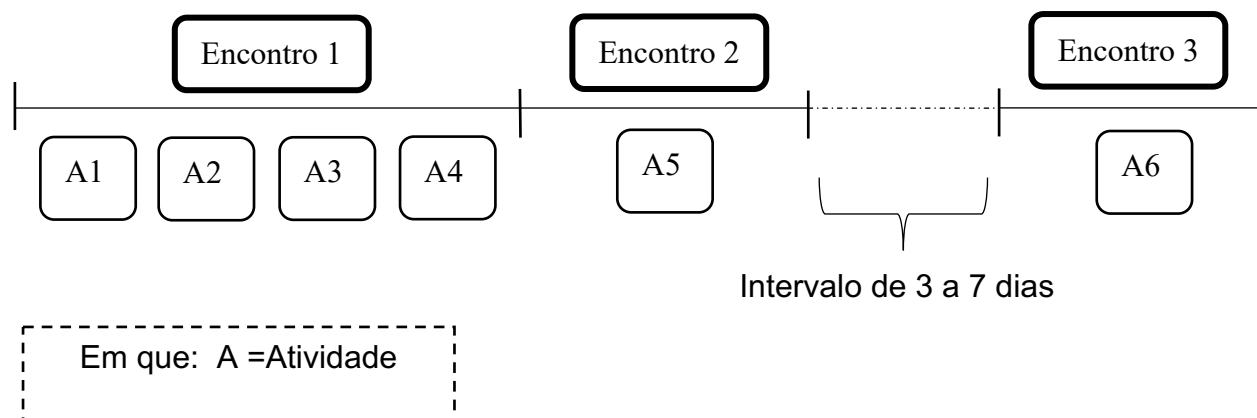 Encontro 1
Encontro 2
Encontro 3
A1
A2
A3
A4
A5
A6
Intervalo de 3 a 7 dias
Em que: A =Atividade